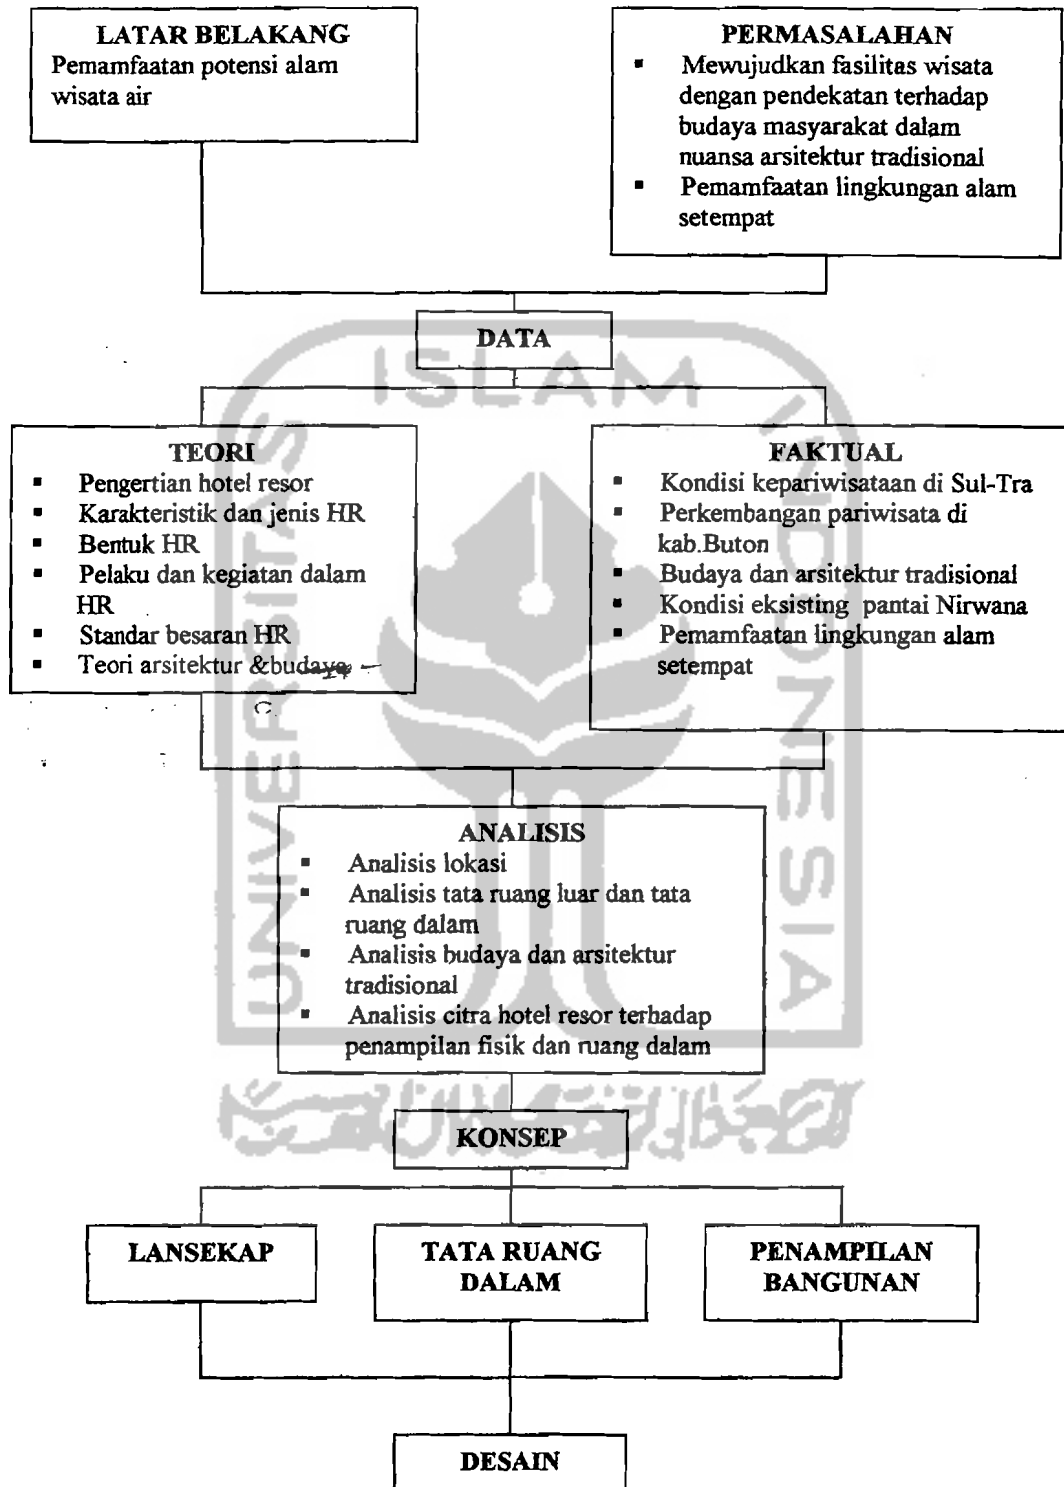 LATAR BELAKANG
Pemamfaatan potensi alam
wisata air
PERMASALAHAN
▪ Mewujudkan fasilitas wisata
dengan pendekatan terhadap
budaya masyarakat dalam
nuansa arsitektur tradisional
▪ Pemamfaatan lingkungan alam
setempat
DATA
TEORI
▪ Pengertian hotel resor
▪ Karakteristik dan jenis HR
▪ Bentuk HR
▪ Pelaku dan kegiatan dalam
HR
▪ Standar besaran HR
▪ Teori arsitektur &budaya
FAKTUAL
▪ Kondisi kepariwisataan di Sul-Tra
▪ Perkembangan pariwisata di
kab.Buton
▪ Budaya dan arsitektur tradisional
▪ Kondisi eksisting pantai Nirwana
▪ Pemamfaatan lingkungan alam
setempat
ANALISIS
▪ Analisis lokasi
▪ Analisis tata ruang luar dan tata
ruang dalam
▪ Analisis budaya dan arsitektur
tradisional
▪ Analisis citra hotel resor terhadap
penampilan fisik dan ruang dalam
KONSEP
LANSEKAP
TATA RUANG
DALAM
PENAMPILAN
BANGUNAN
DESAIN
UNIVERSITAS
ISLAM
INDONESIA